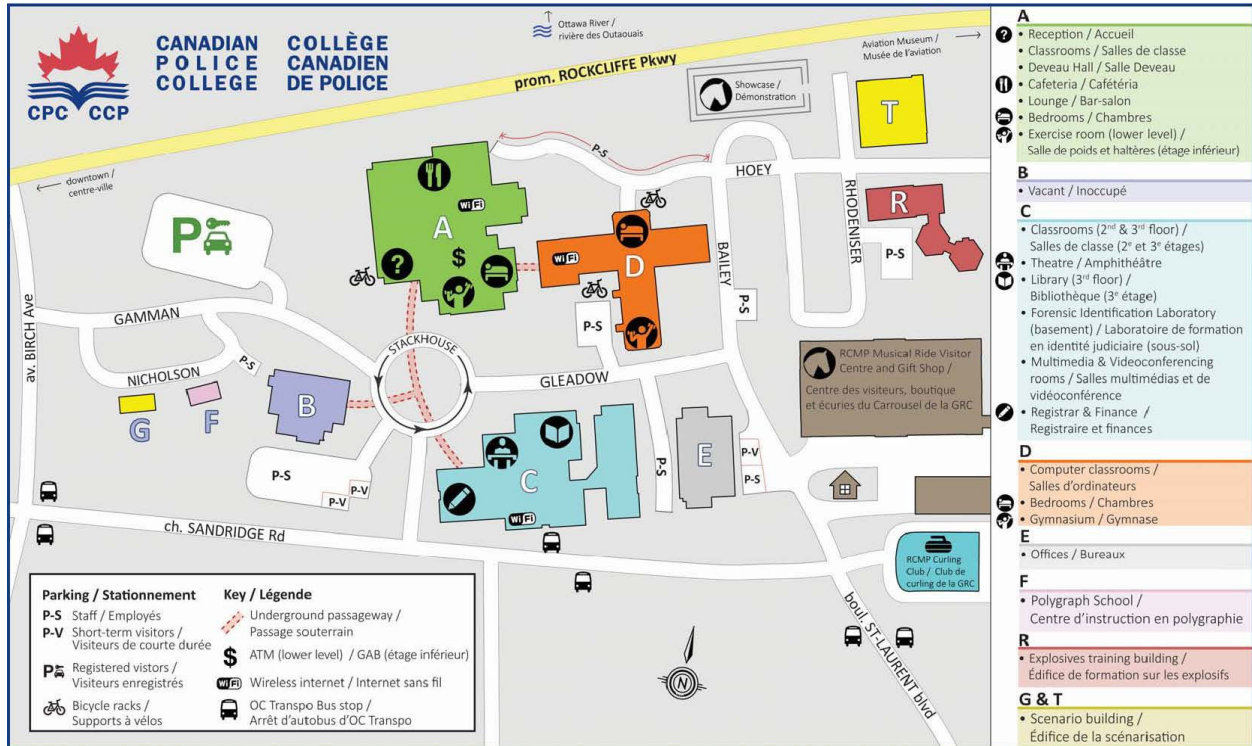 CANADIAN
POLICE
COLLEGE
COLLÈGE
CANADIEN
DE POLICE
CPC CCP
Ottawa River /
rivière des Outaouais
Aviation Museum /
Musée de l'aviation
prom. ROCKCLIFFE Pkwy
Showcase /
Démonstration
T
downtown /
centre-ville
P-S
HOEY
RHODENISER
R
P-S
P
A
WiFi
?
$
WiFi
D
BAILEY
P-S
P-S
av. BIRCH Ave
GAMMAN
STACKHOUSE
NICHOLSON
P-S
GLEADOW
RCMP Musical Ride Visitor
Centre and Gift Shop /
Centre des visiteurs, boutique
et écuries du Carrousel de la GRC
G
F
B
C
WiFi
E
P-S
P-V
P-S
P-S
P-V
P-V
ch. SANDRIDGE Rd
RCMP Curling
Club / Club de
curling de la GRC
boul. ST-LAURENT blvd
N
Parking / Stationnement
P-S Staff / Employés
P-V Short-term visitors /
Visiteurs de courte durée
P Registered vistors /
Visiteurs enregistrés
Bicycle racks /
Supports à vélos
Key / Légende
Underground passageway /
Passage souterrain
$ ATM (lower level) / GAB (étage inférieur)
WiFi Wireless internet / Internet sans fil
OC Transpo Bus stop /
Arrêt d'autobus d'OC Transpo
A
? • Reception / Accueil
• Classrooms / Salles de classe
• Deveau Hall / Salle Deveau
• Cafeteria / Cafétéria
• Lounge / Bar-salon
• Bedrooms / Chambres
• Exercise room (lower level) /
Salle de poids et haltères (étage inférieur)
B
• Vacant / Inoccupé
C
• Classrooms (2nd & 3rd floor) /
Salles de classe (2e et 3e étages)
• Theatre / Amphithéâtre
• Library (3rd floor) /
Bibliothèque (3e étage)
• Forensic Identification Laboratory
(basement) / Laboratoire de formation
en identité judiciaire (sous-sol)
• Multimedia & Videoconferencing
rooms / Salles multimédias et de
vidéoconférence
• Registrar & Finance /
Registraire et finances
D
• Computer classrooms /
Salles d'ordinateurs
• Bedrooms / Chambres
• Gymnasium / Gymnase
E
• Offices / Bureaux
F
• Polygraph School /
Centre d'instruction en polygraphie
R
• Explosives training building /
Édifice de formation sur les explosifs
G & T
• Scenario building /
Édifice de la scénarisation